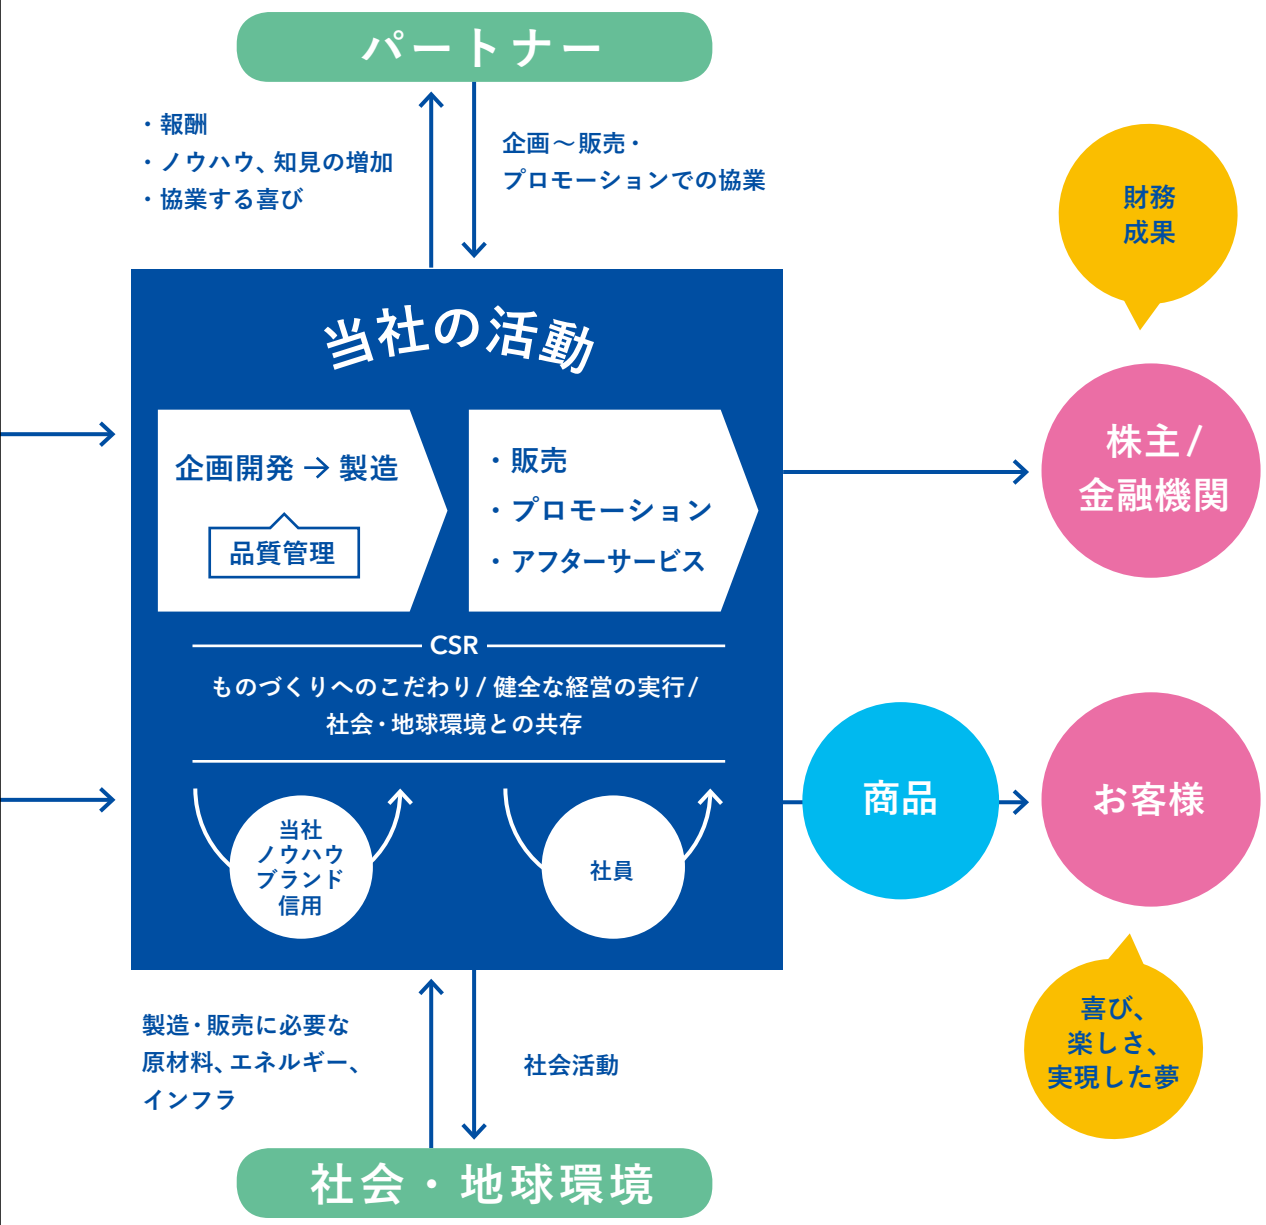 パートナー
・報酬
・ノウハウ、知見の増加
・協業する喜び
企画〜販売・
プロモーションでの協業
財務
成果
当社の活動
企画開発→製造
品質管理
・販売
・プロモーション
・アフターサービス
株主/
金融機関
CSR
ものづくりへのこだわり/健全な経営の実行/
社会・地球環境との共存
当社
ノウハウ
ブランド
信用
社員
商品
お客様
喜び、
楽しさ、
実現した夢
製造・販売に必要な
原材料、エネルギー、
インフラ
社会活動
社会・地球環境